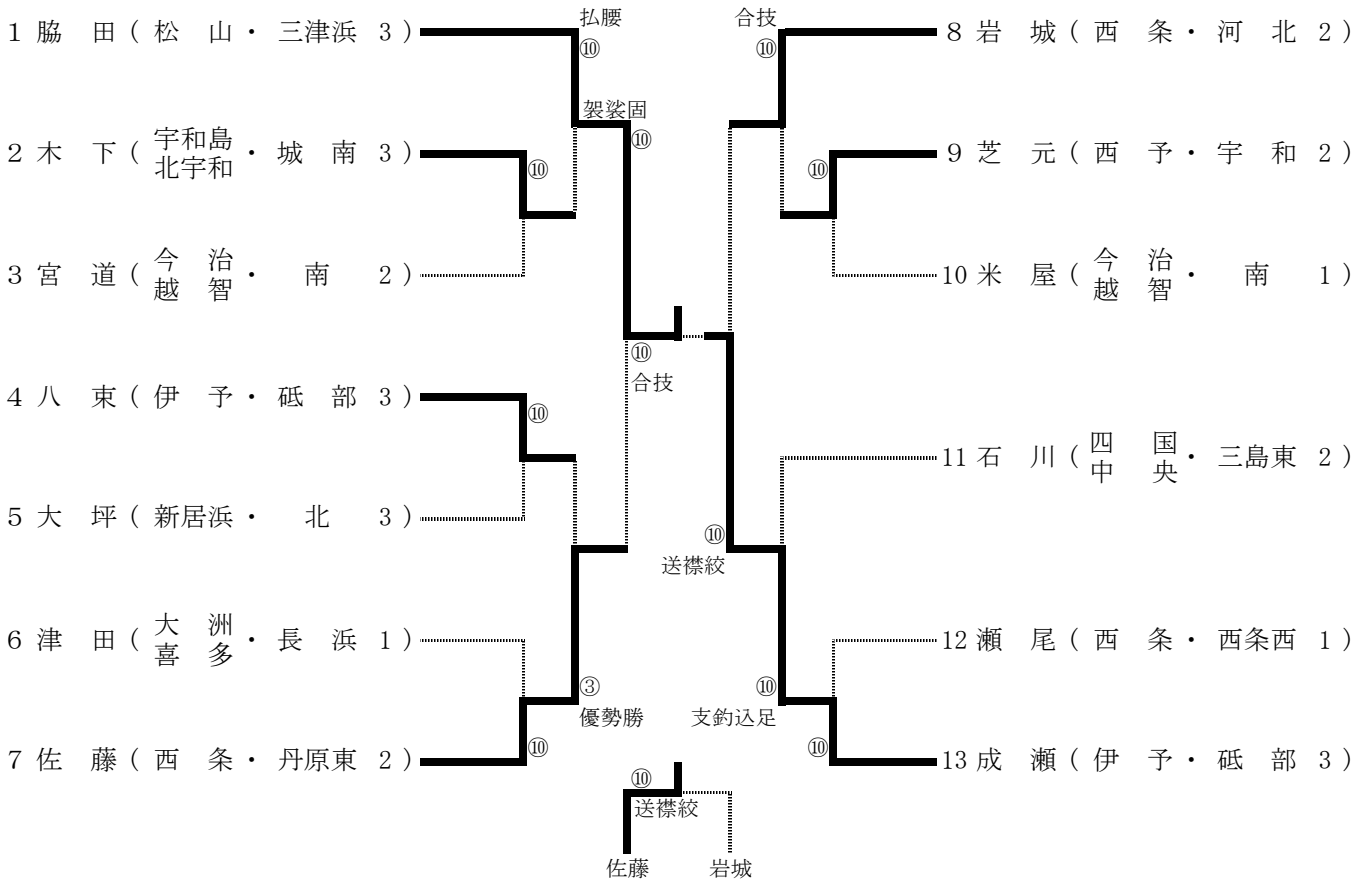 払腰
合技
1 脇 田 ( 松 山 ・ 三津浜 3 )
⑩
⑩
8 岩 城 ( 西 条 ・ 河 北 2 )
袈裟固
⑩
2 木 下 ( 宇和島 北宇和 ・ 城 南 3 )
⑩
⑩
9 芝 元 ( 西 予 ・ 宇 和 2 )
3 宮 道 ( 今 治 越 智 ・ 南 2 )
10 米 屋 ( 今 治 越 智 ・ 南 1 )
⑩
合技
4 八 束 ( 伊 予 ・ 砥 部 3 )
⑩
11 石 川 ( 四 国 中 央 ・ 三島東 2 )
5 大 坪 ( 新居浜 ・ 北 3 )
⑩
送襟絞
6 津 田 ( 大 洲 喜 多 ・ 長 浜 1 )
12 瀬 尾 ( 西 条 ・ 西条西 1 )
③
優勢勝
⑩
支釣込足
7 佐 藤 ( 西 条 ・ 丹原東 2 )
⑩
⑩
13 成 瀬 ( 伊 予 ・ 砥 部 3 )
⑩
送襟絞
佐藤
岩城